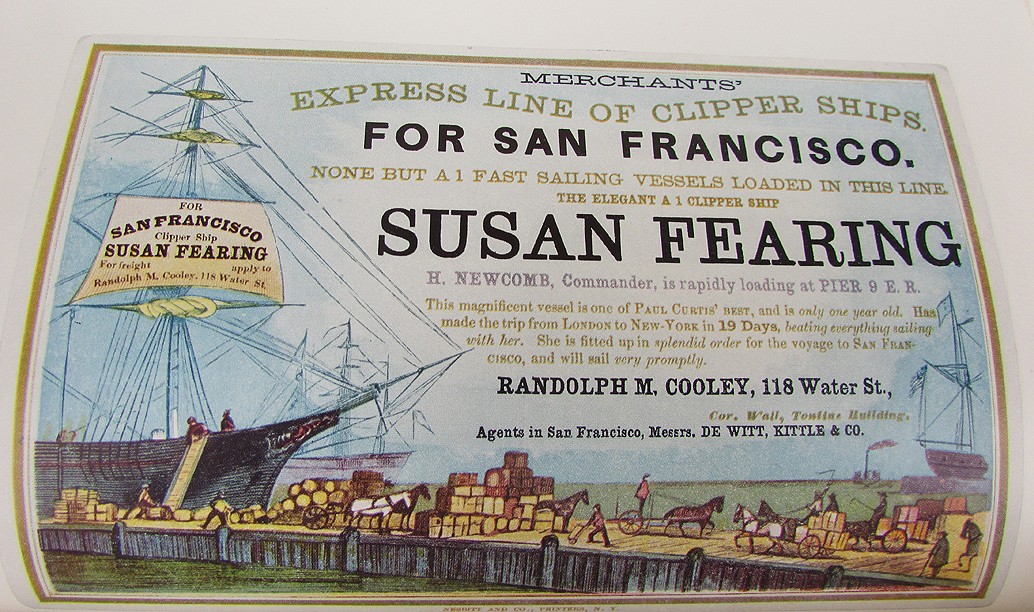 MERCHANTS'
EXPRESS LINE OF CLIPPER SHIPS.
FOR SAN FRANCISCO.
NONE BUT A 1 FAST SAILING VESSELS LOADED IN THIS LINE.
THE ELEGANT A 1 CLIPPER SHIP
SUSAN FEARING
H. NEWCOMB, Commander, is rapidly loading at PIER 9 E. R.
This magnificent vessel is one of PAUL CURTIS' BEST, and is only one year old. Has
made the trip from LONDON to NEW-YORK in 19 Days, beating everything sailing
with her. She is fitted up in splendid order for the voyage to SAN FRAN-
CISCO, and will sail very promptly.
RANDOLPH M. COOLEY, 118 Water St.,
Cor. Wall, Tontine Building.
Agents in San Francisco, Messrs. DE WITT, KITTLE & CO.
FOR
SAN FRANCISCO
Clipper Ship
SUSAN FEARING
For freight apply to
Randolph M. Cooley, 118 Water St.
NESBITT AND CO., PRINTERS, N. Y.